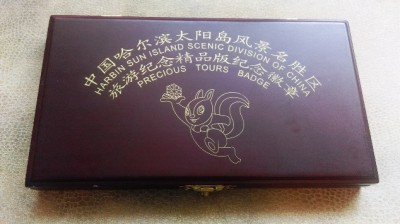 中国哈尔滨太阳岛风景名胜区
HARBIN SUN ISLAND SCENIC DIVISION OF CHINA
旅游纪念精品版纪念徽章
PRECIOUS TOURS BADGE